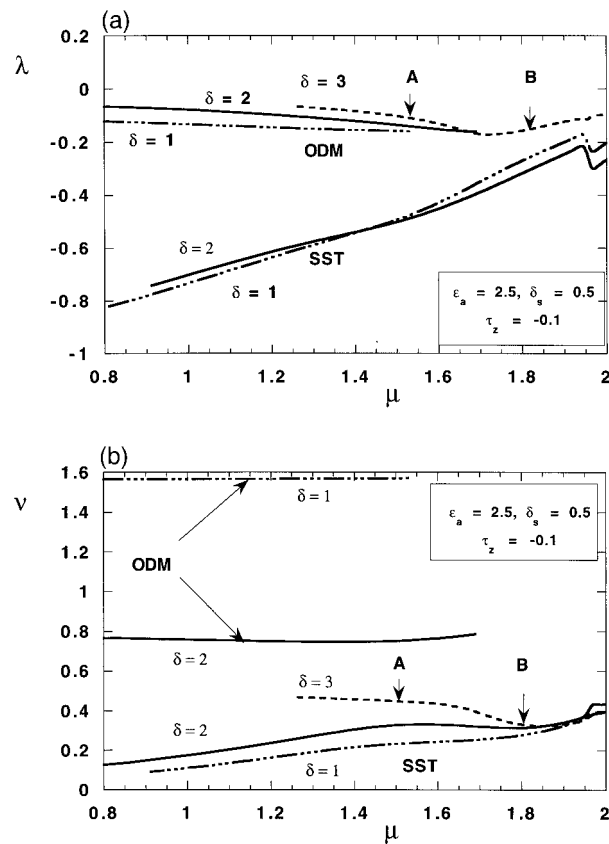 (a)
0.2
λ
δ = 3
A
B
0
δ = 2
-0.2
δ = 1
ODM
-0.4
δ = 2
SST
-0.6
δ = 1
εₐ = 2.5, δₛ = 0.5
-0.8
τ_z = -0.1
-1
0.8 1 1.2 1.4 1.6 1.8 2
μ
(b)
1.6
ν
δ = 1
1.4
εₐ = 2.5, δₛ = 0.5
τ_z = -0.1
1.2
ODM
1
0.8
δ = 2
A
B
0.6
δ = 3
0.4
δ = 2
0.2
δ = 1
SST
0
0.8 1 1.2 1.4 1.6 1.8 2
μ